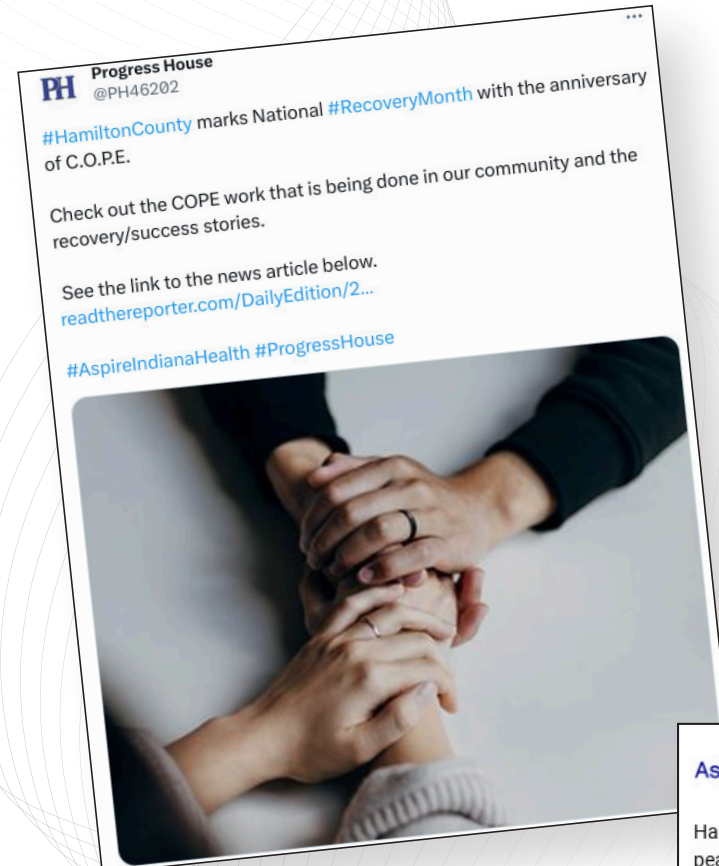 PH
Progress House
@PH46202
#HamiltonCounty marks National #RecoveryMonth with the anniversary
of C.O.P.E.
Check out the COPE work that is being done in our community and the
recovery/success stories.
See the link to the news article below.
readthereporter.com/DailyEdition/2...
#AspireIndianaHealth #ProgressHouse
As
Ha
pea